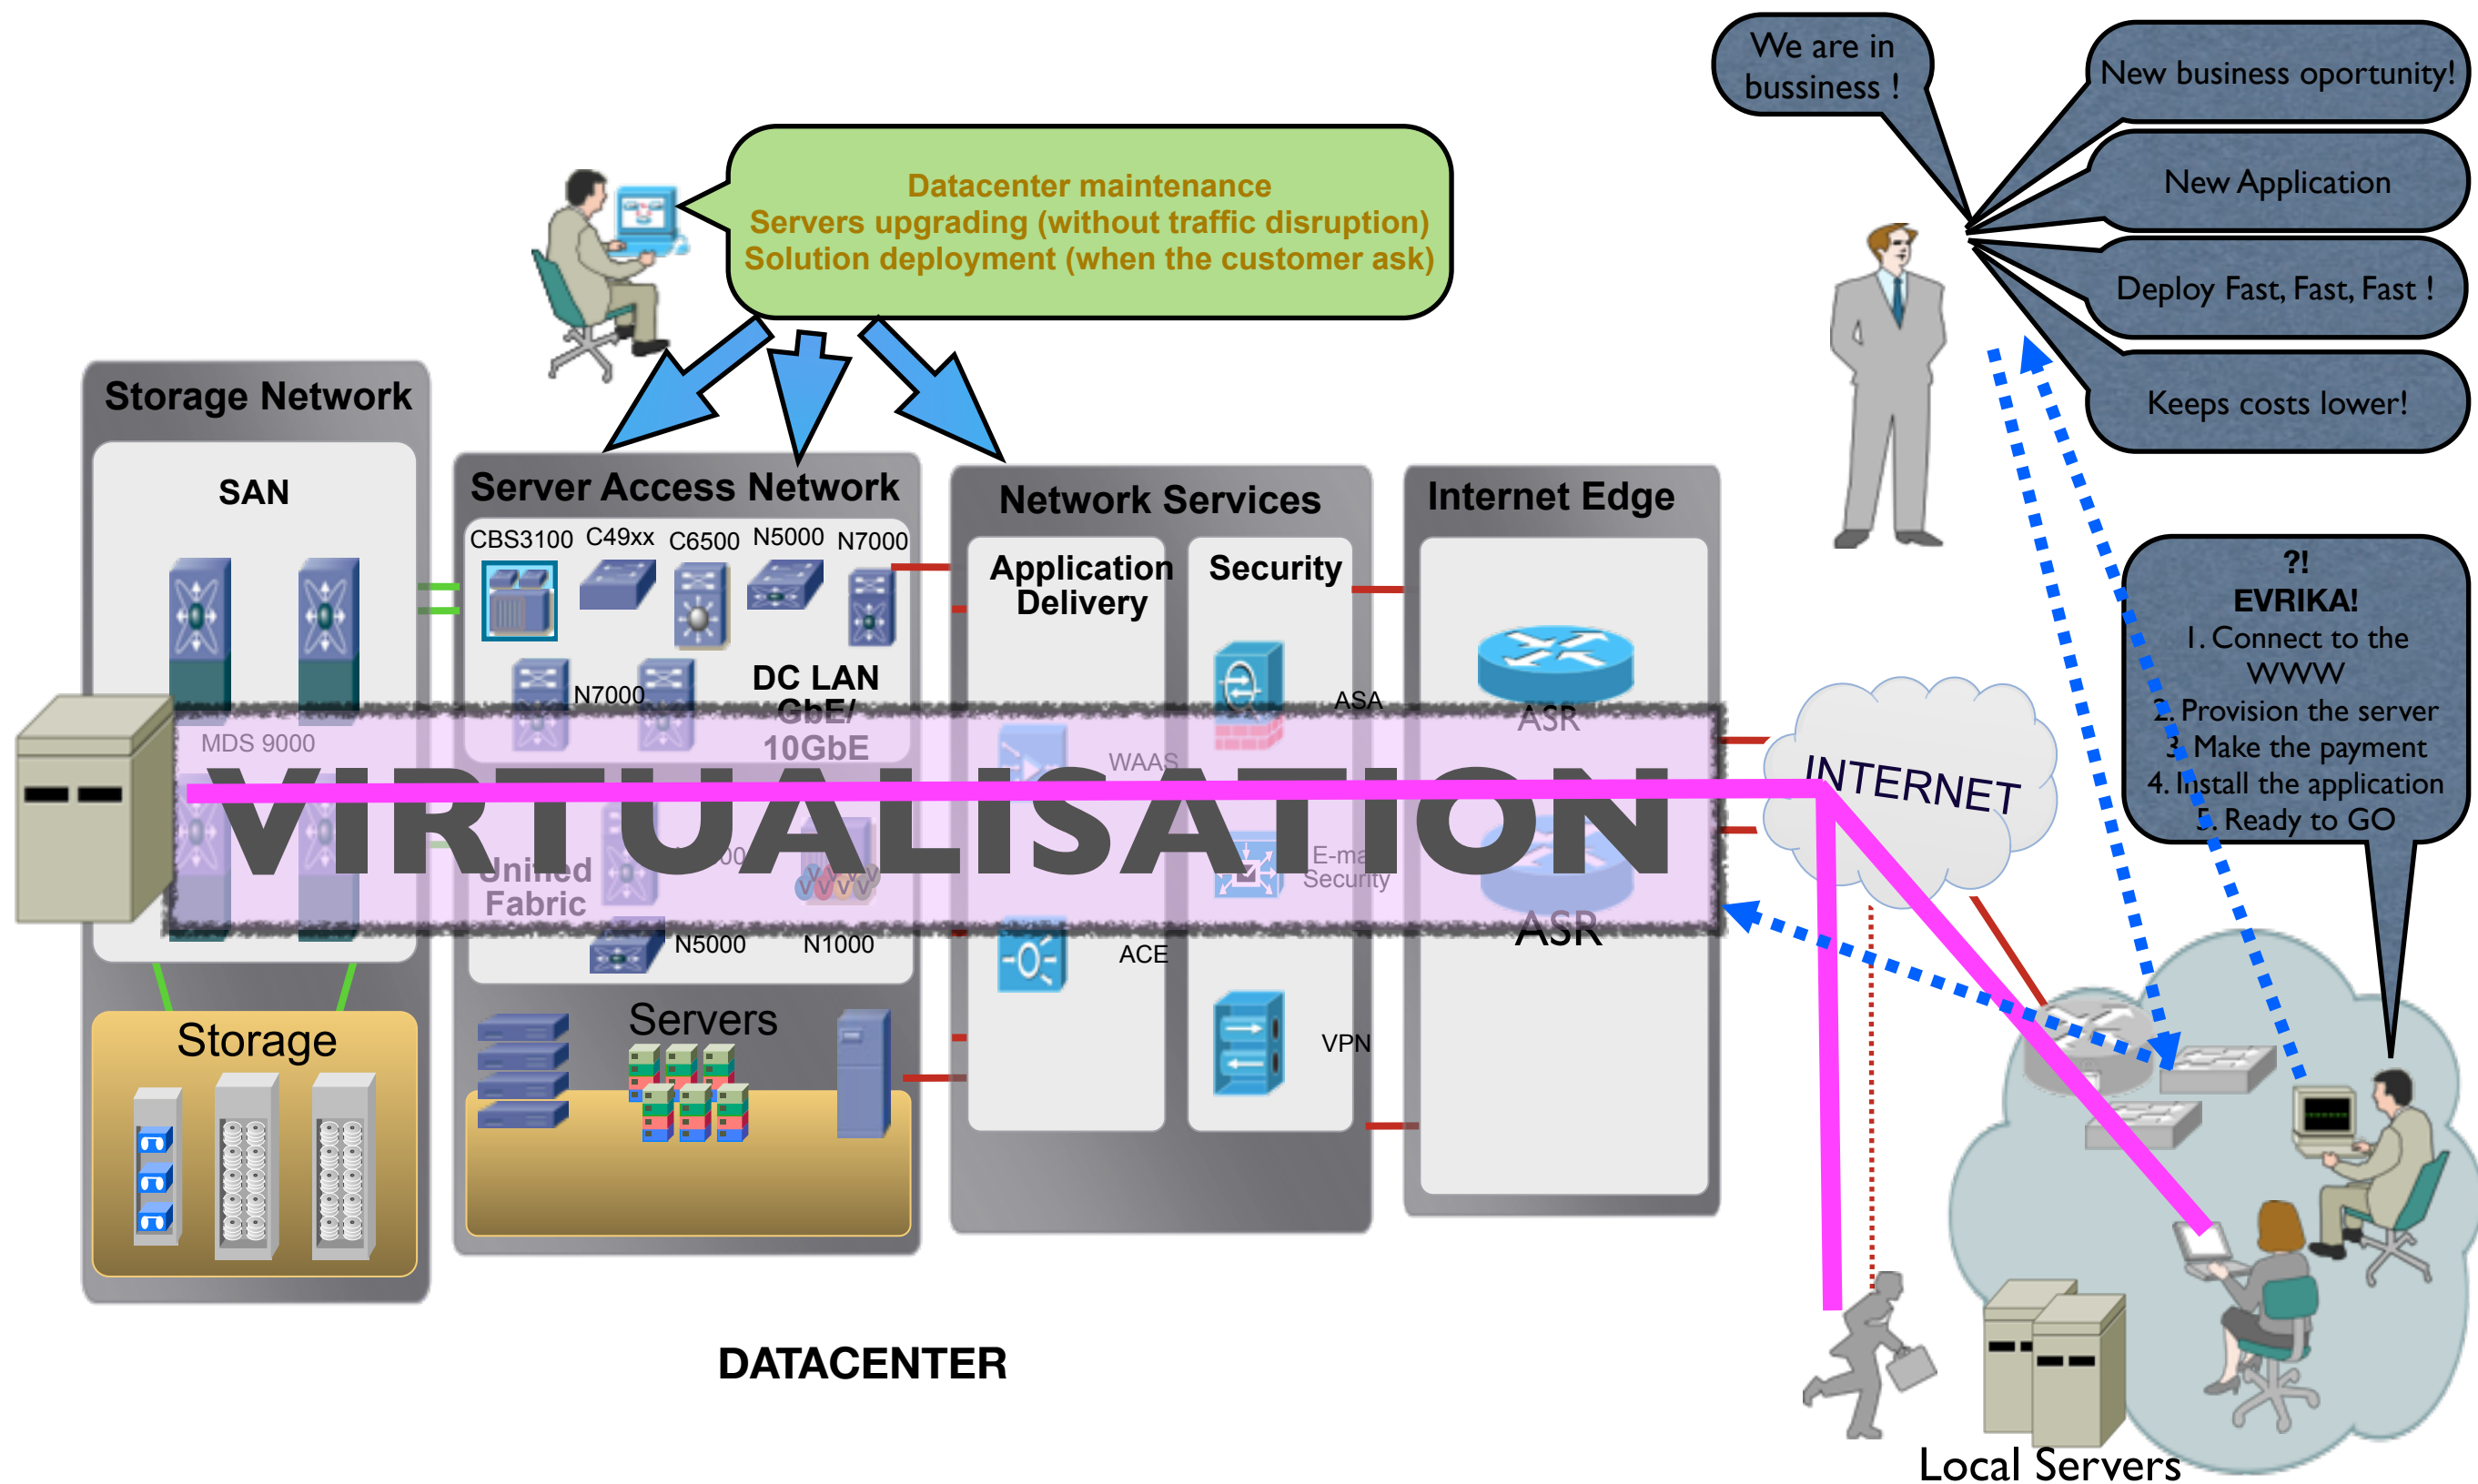 We are in
bussiness !
New business oportunity!
New Application
Deploy Fast, Fast, Fast !
Keeps costs lower!
Datacenter maintenance
Servers upgrading (without traffic disruption)
Solution deployment (when the customer ask)
Storage Network
SAN
MDS 9000
Storage
Server Access Network
CBS3100
C49xx
C6500
N5000
N7000
N7000
DC LAN
GbE/
10GbE
Unified
Fabric
N5000
N1000
V V V V
Servers
Network Services
Application
Delivery
WAAS
ACE
Security
ASA
Security
VPN
Internet Edge
ASR
ASR
VIRTUALISATION
INTERNET
?!
EVRIKA!
1. Connect to the
WWW
2. Provision the server
3. Make the payment
4. Install the application
5. Ready to GO
DATACENTER
Local Servers